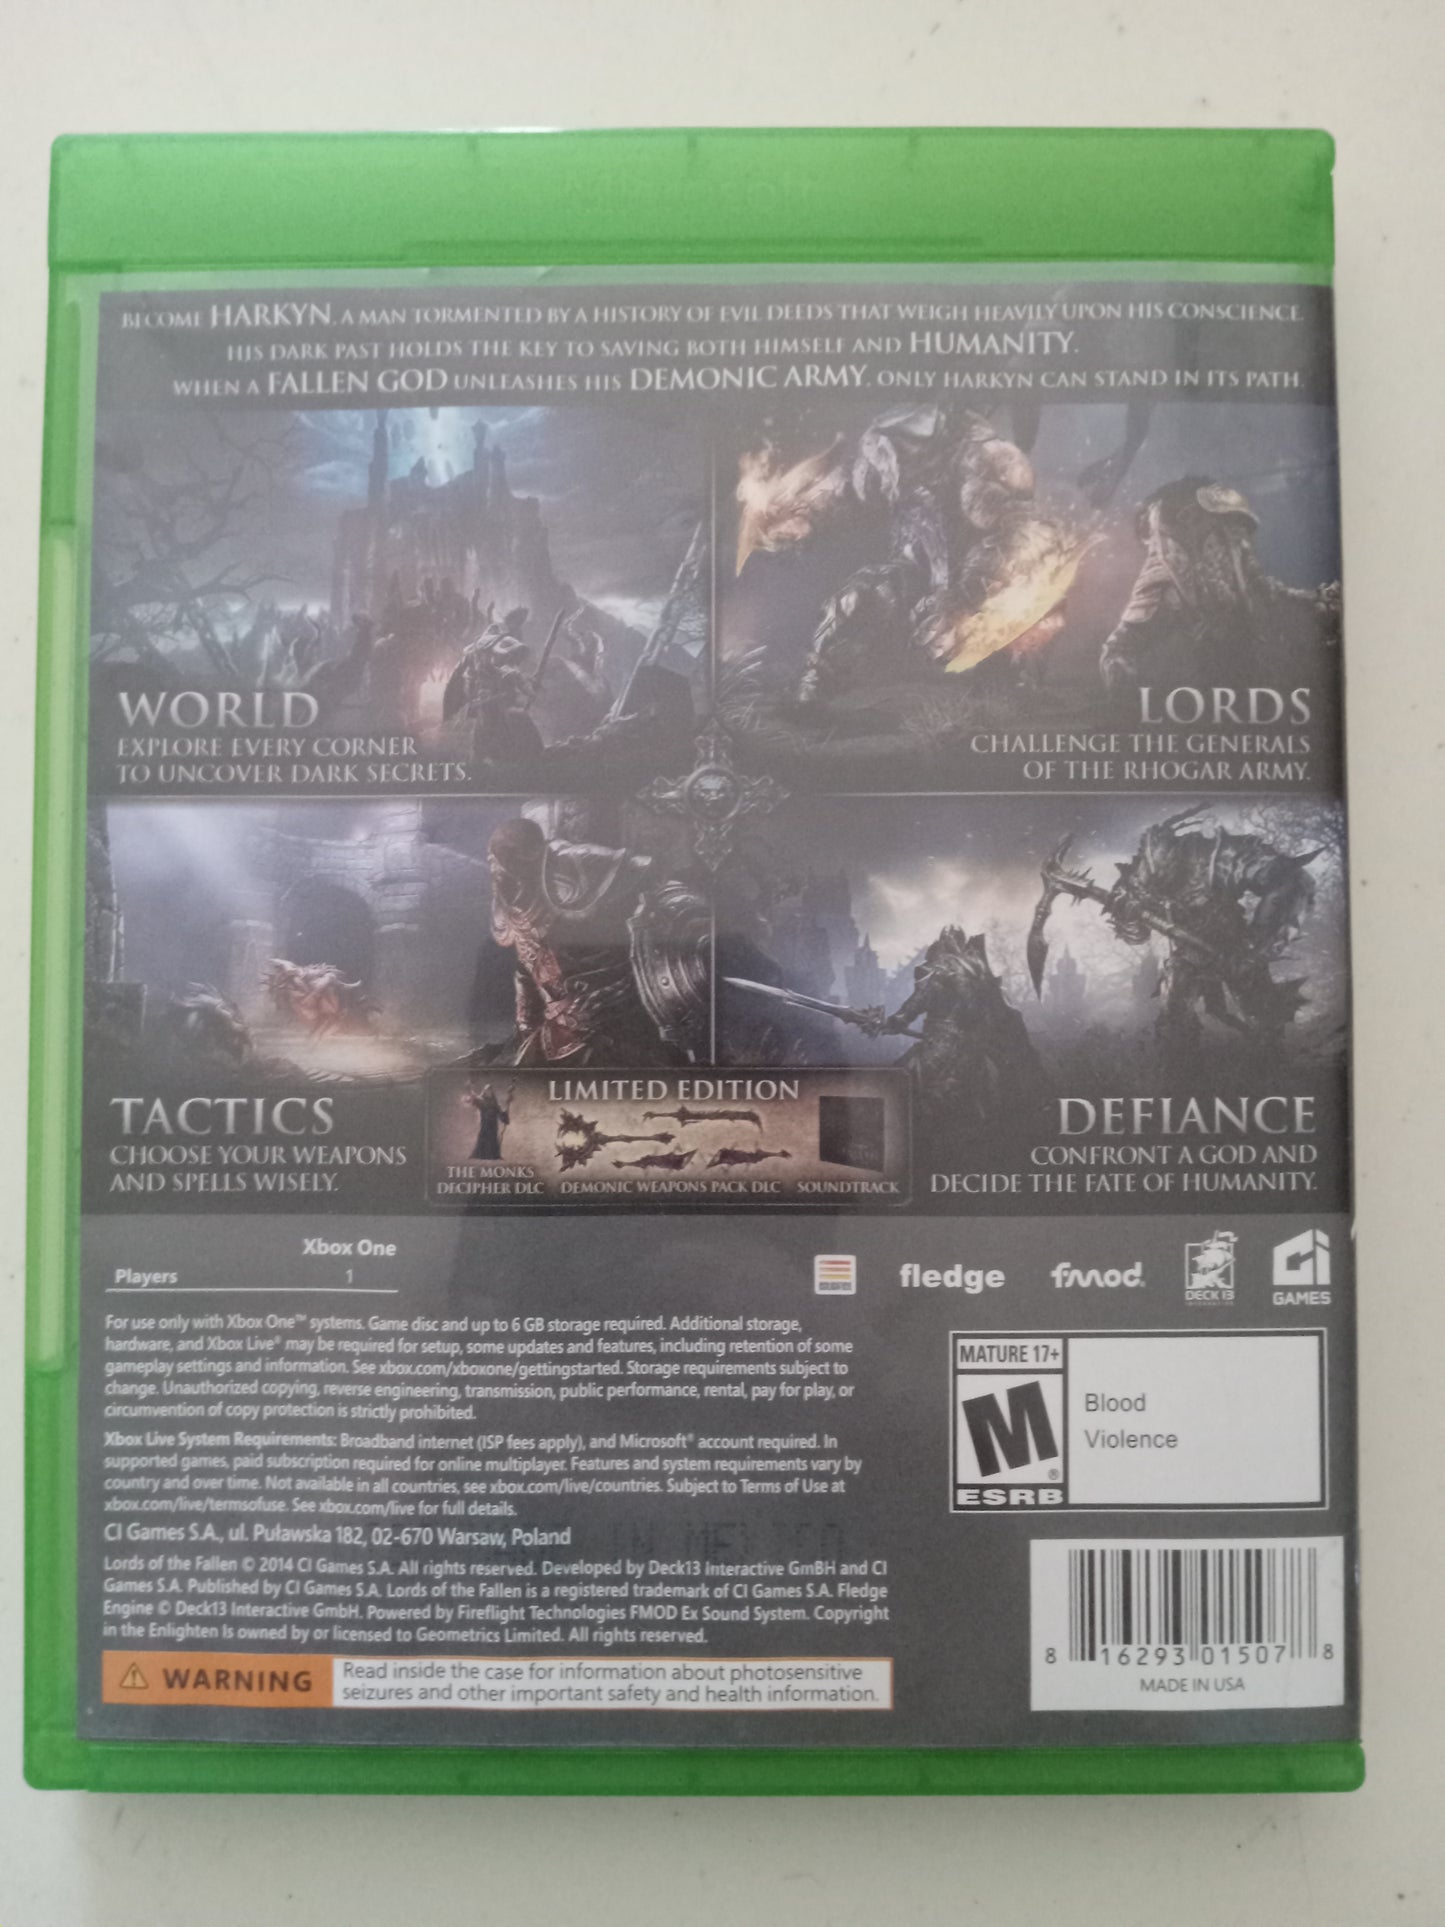 Microsoft
BECOME HARKYN, A MAN TORMENTED BY A HISTORY OF EVIL DEEDS THAT WEIGH HEAVILY UPON HIS CONSCIENCE.
HIS DARK PAST HOLDS THE KEY TO SAVING BOTH HIMSELF AND HUMANITY.
WHEN A FALLEN GOD UNLEASHES HIS DEMONIC ARMY, ONLY HARKYN CAN STAND IN ITS PATH.
WORLD
EXPLORE EVERY CORNER
TO UNCOVER DARK SECRETS.
LORDS
CHALLENGE THE GENERALS
OF THE RHOGAR ARMY.
TACTICS
CHOOSE YOUR WEAPONS
AND SPELLS WISELY.
LIMITED EDITION
THE MONKS
DECIPHER DLC
DEMONIC WEAPONS PACK DLC
SOUNDTRACK
DEFIANCE
CONFRONT A GOD AND
DECIDE THE FATE OF HUMANITY.
Xbox One
Players 1
fledge
fmod
DECK 13
INTERACTIVE
Ci
GAMES
For use only with Xbox One™ systems. Game disc and up to 6 GB storage required. Additional storage,
hardware, and Xbox Live® may be required for setup, some updates and features, including retention of some
gameplay settings and information. See xbox.com/xboxone/gettingstarted. Storage requirements subject to
change. Unauthorized copying, reverse engineering, transmission, public performance, rental, pay for play, or
circumvention of copy protection is strictly prohibited.
Xbox Live System Requirements: Broadband internet (ISP fees apply), and Microsoft® account required. In
supported games, paid subscription required for online multiplayer. Features and system requirements vary by
country and over time. Not available in all countries, see xbox.com/live/countries. Subject to Terms of Use at
xbox.com/live/termsofuse. See xbox.com/live for full details.
CI Games S.A., ul. Puławska 182, 02-670 Warsaw, Poland
Lords of the Fallen © 2014 CI Games S.A. All rights reserved. Developed by Deck13 Interactive GmBH and CI
Games S.A. Published by CI Games S.A. Lords of the Fallen is a registered trademark of CI Games S.A. Fledge
Engine © Deck13 Interactive GmbH. Powered by Fireflight Technologies FMOD Ex Sound System. Copyright
in the Enlighten Is owned by or licensed to Geometrics Limited. All rights reserved.
WARNING
Read inside the case for information about photosensitive
seizures and other important safety and health information.
MATURE 17+
M®
ESRB
Blood
Violence
8 16293 01507 8
MADE IN USA